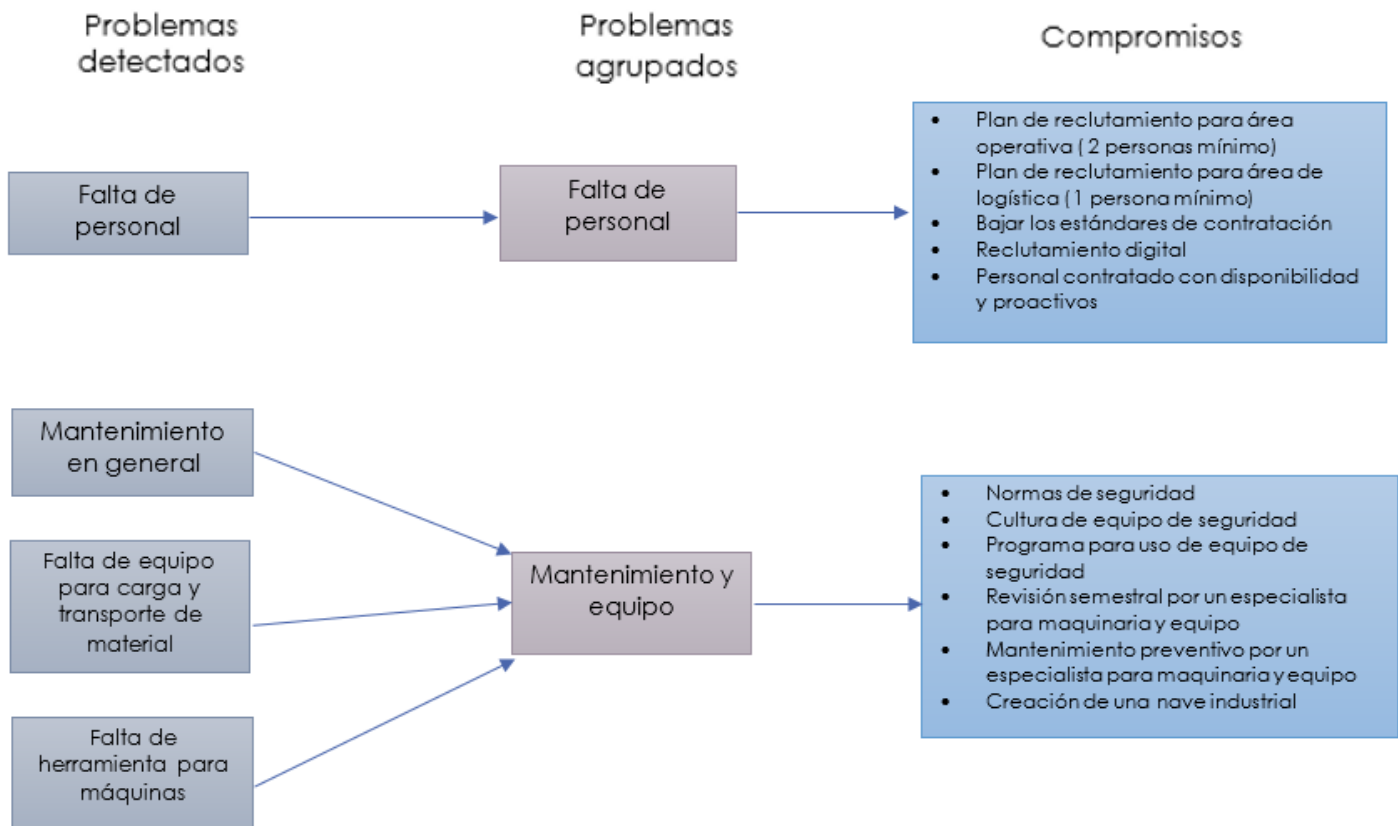 Problemas
detectados
Problemas
agrupados
Compromisos
Falta de
personal
Falta de
personal
• Plan de reclutamiento para área
operativa ( 2 personas mínimo)
• Plan de reclutamiento para área de
logística ( 1 persona mínimo)
• Bajar los estándares de contratación
• Reclutamiento digital
• Personal contratado con disponibilidad
y proactivos
Mantenimiento
en general
Falta de equipo
para carga y
transporte de
material
Falta de
herramienta para
máquinas
Mantenimiento y
equipo
• Normas de seguridad
• Cultura de equipo de seguridad
• Programa para uso de equipo de
seguridad
• Revisión semestral por un especialista
para maquinaria y equipo
• Mantenimiento preventivo por un
especialista para maquinaria y equipo
• Creación de una nave industrial